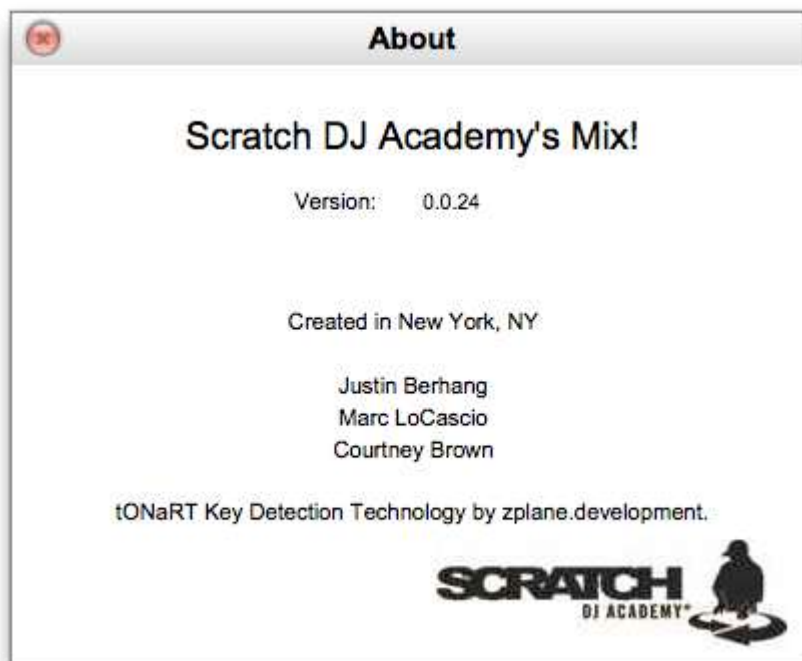 About
Scratch DJ Academy's Mix!
Version: 0.0.24
Created in New York, NY
Justin Berhang
Marc LoCascio
Courtney Brown
tONaRT Key Detection Technology by zplane.development.
SCRATCH
DJ ACADEMY®